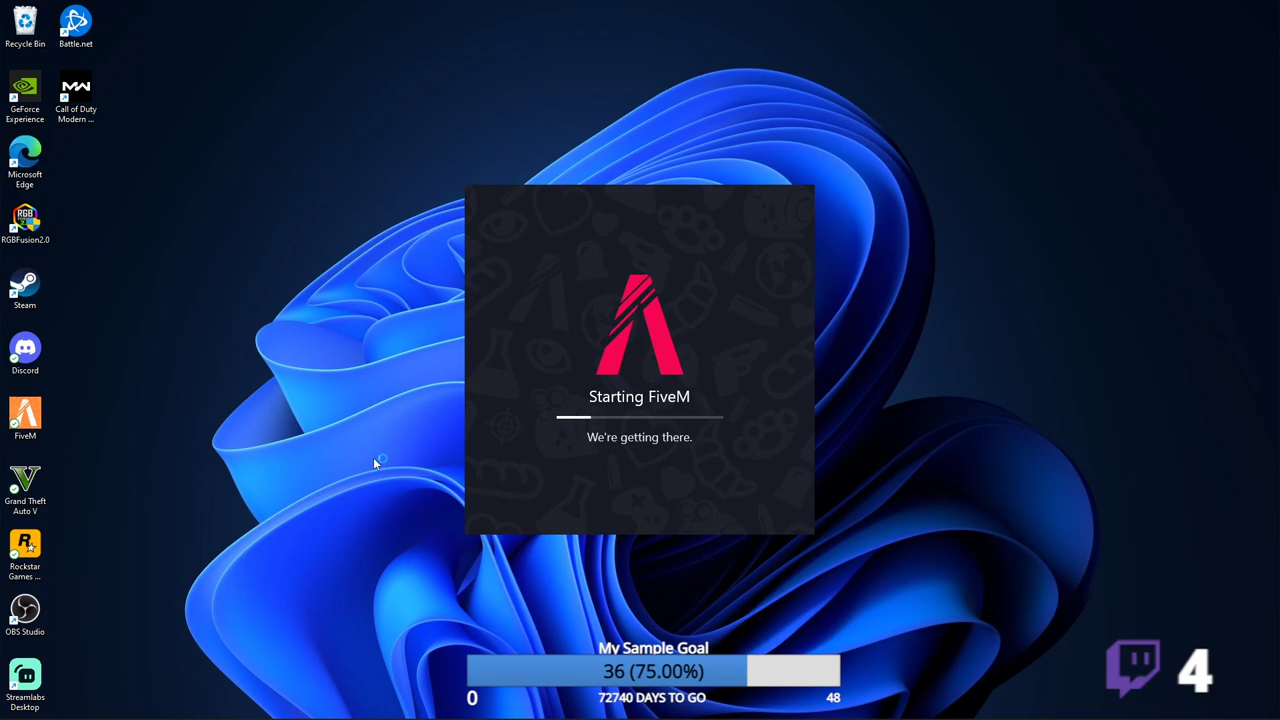 Recycle Bin
Battle.net
GeForce
Experience
Call of Duty
Modern ...
Microsoft
Edge
RGB
RGBFusion2.0
Steam
Discord
FiveM
Grand Theft
Auto V
Rockstar
Games ...
OBS Studio
Streamlabs
Desktop
Starting FiveM
We're getting there.
My Sample Goal
36 (75.00%)
0
72740 DAYS TO GO
48
4